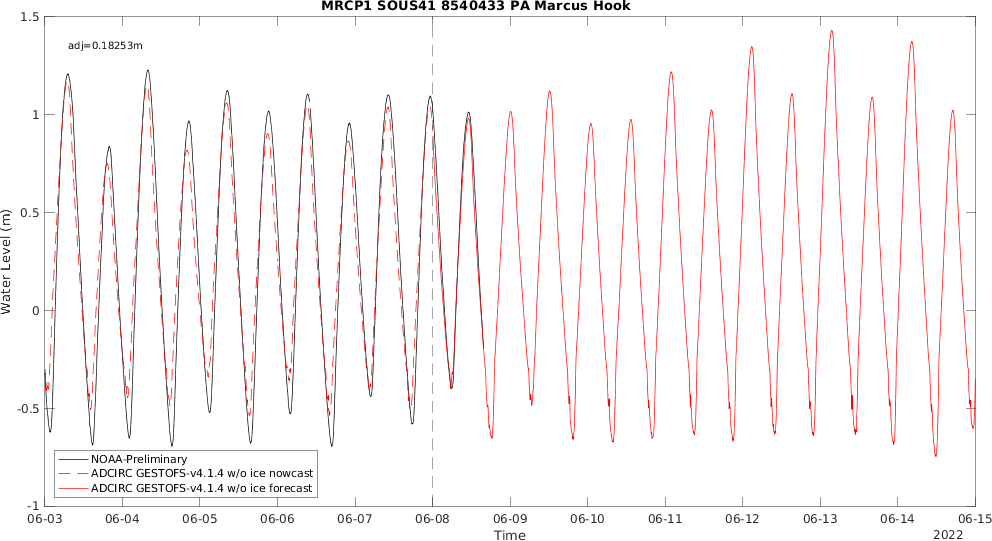 MRCP1 SOUS41 8540433 PA Marcus Hook
adj=0.18253m
Water Level (m)
1.5
1
0.5
0
-0.5
-1
NOAA-Preliminary
ADCIRC GESTOFS-v4.1.4 w/o ice nowcast
ADCIRC GESTOFS-v4.1.4 w/o ice forecast
06-03 06-04 06-05 06-06 06-07 06-08 06-09 06-10 06-11 06-12 06-13 06-14 06-15
Time
2022